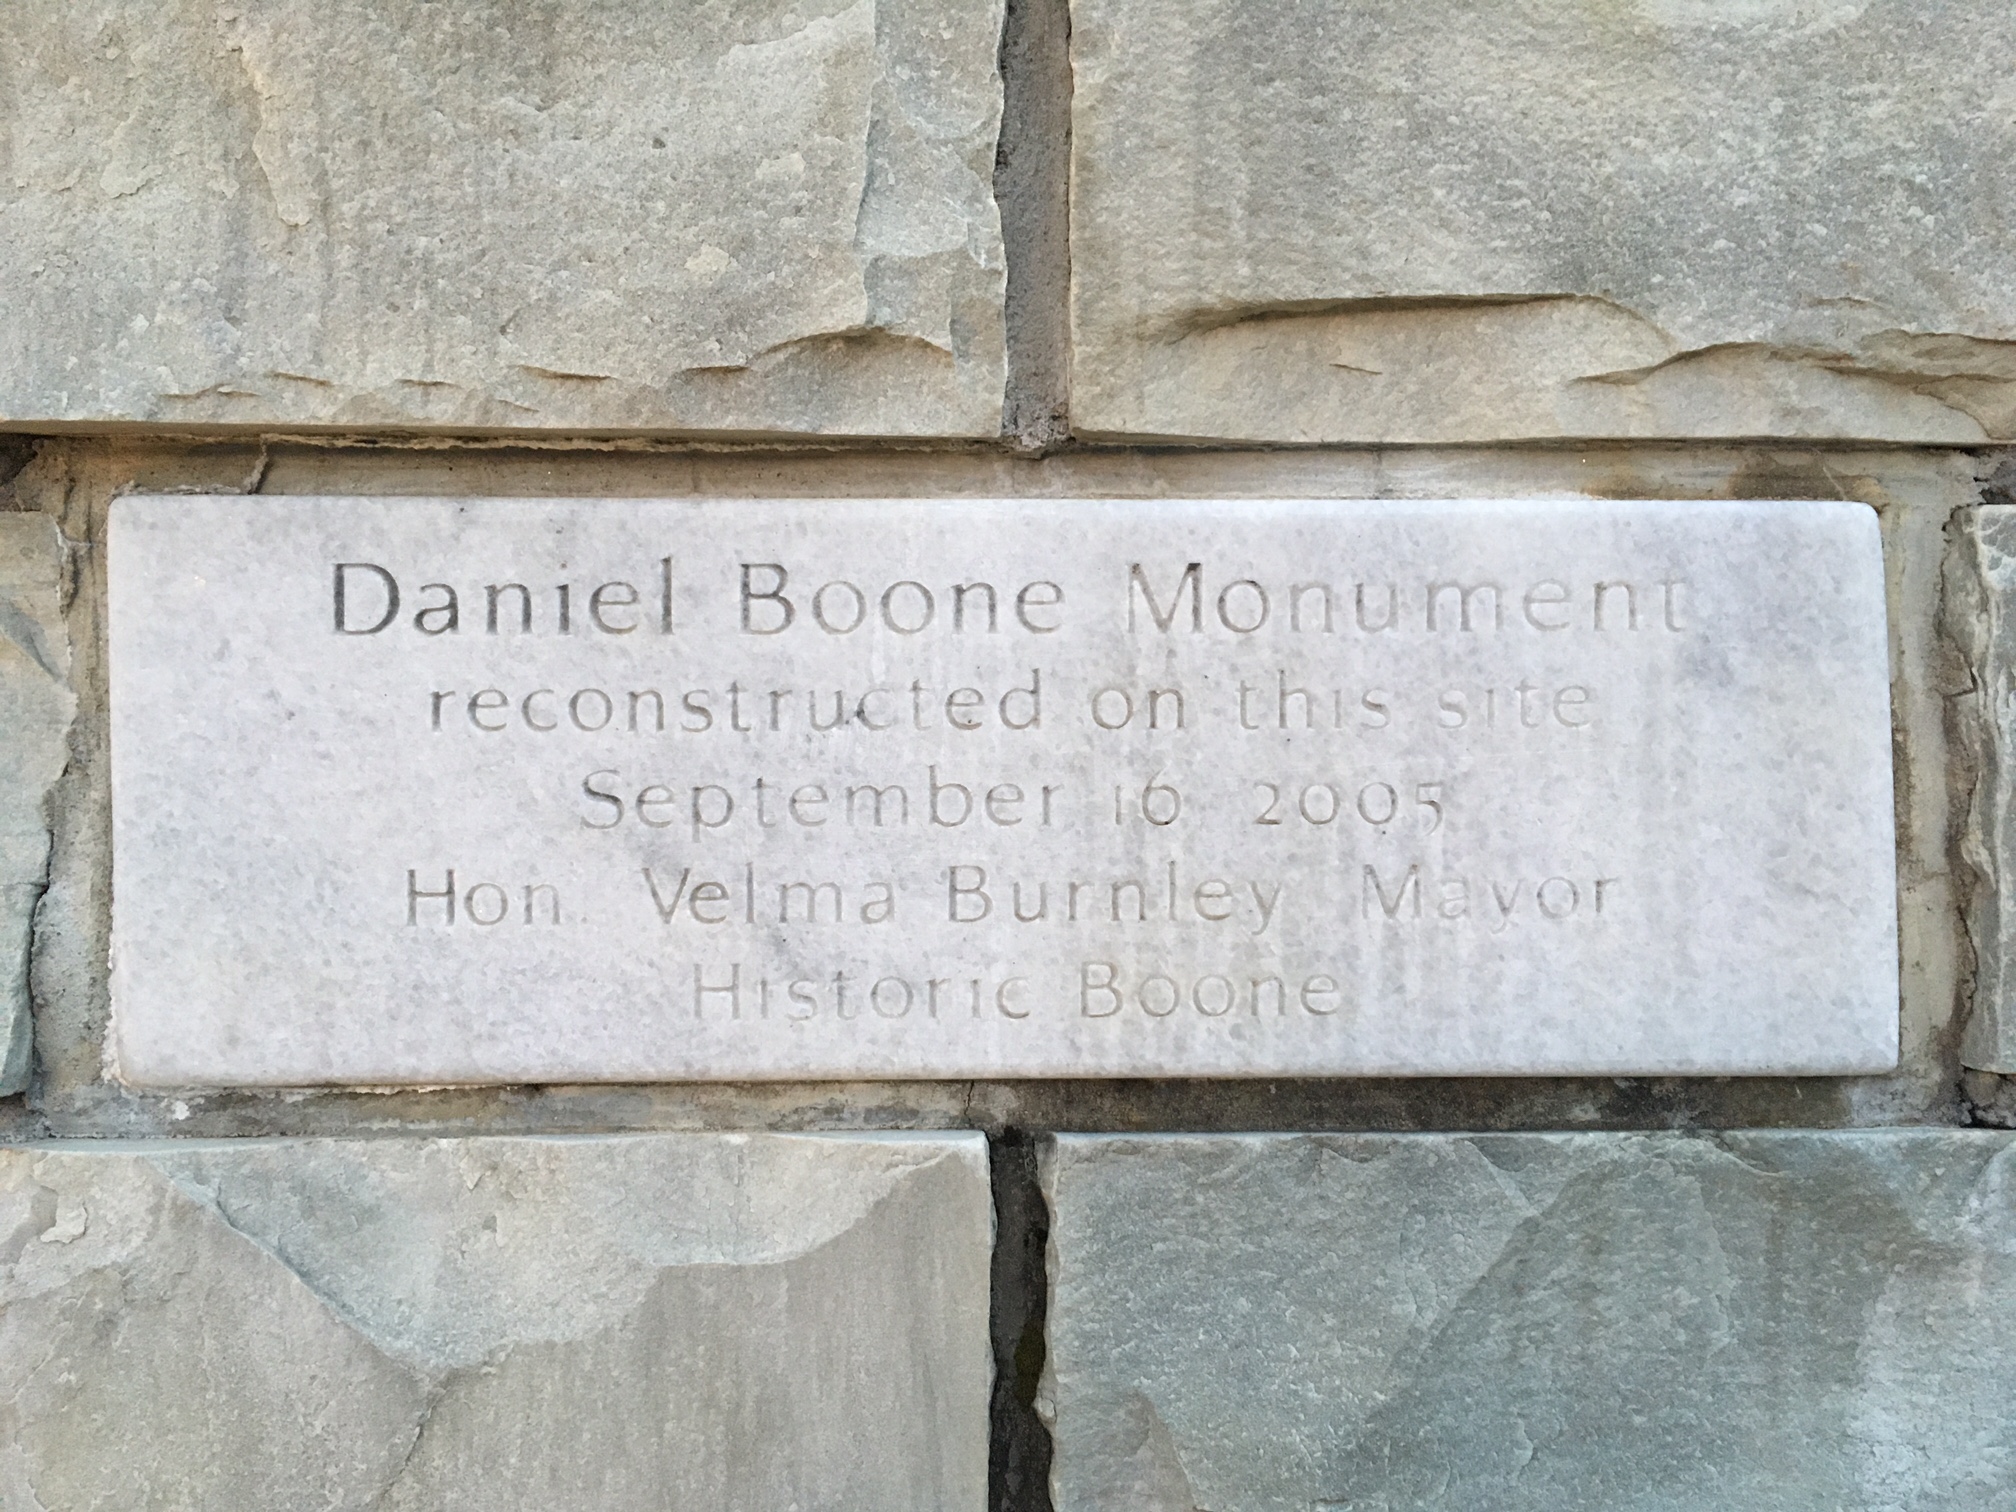 Daniel Boone Monument
reconstructed on this site
September 16 2005
Hon. Velma Burnley Mayor
Historic Boone